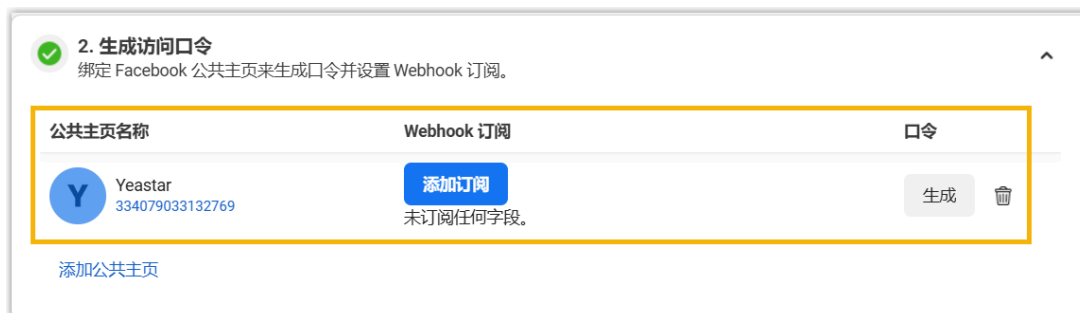 2. 生成访问口令
绑定 Facebook 公共主页来生成口令并设置 Webhook 订阅。
公共主页名称 Webhook 订阅 口令
Y Yeastar 添加订阅 生成
334079033132769 未订阅任何字段。
添加公共主页